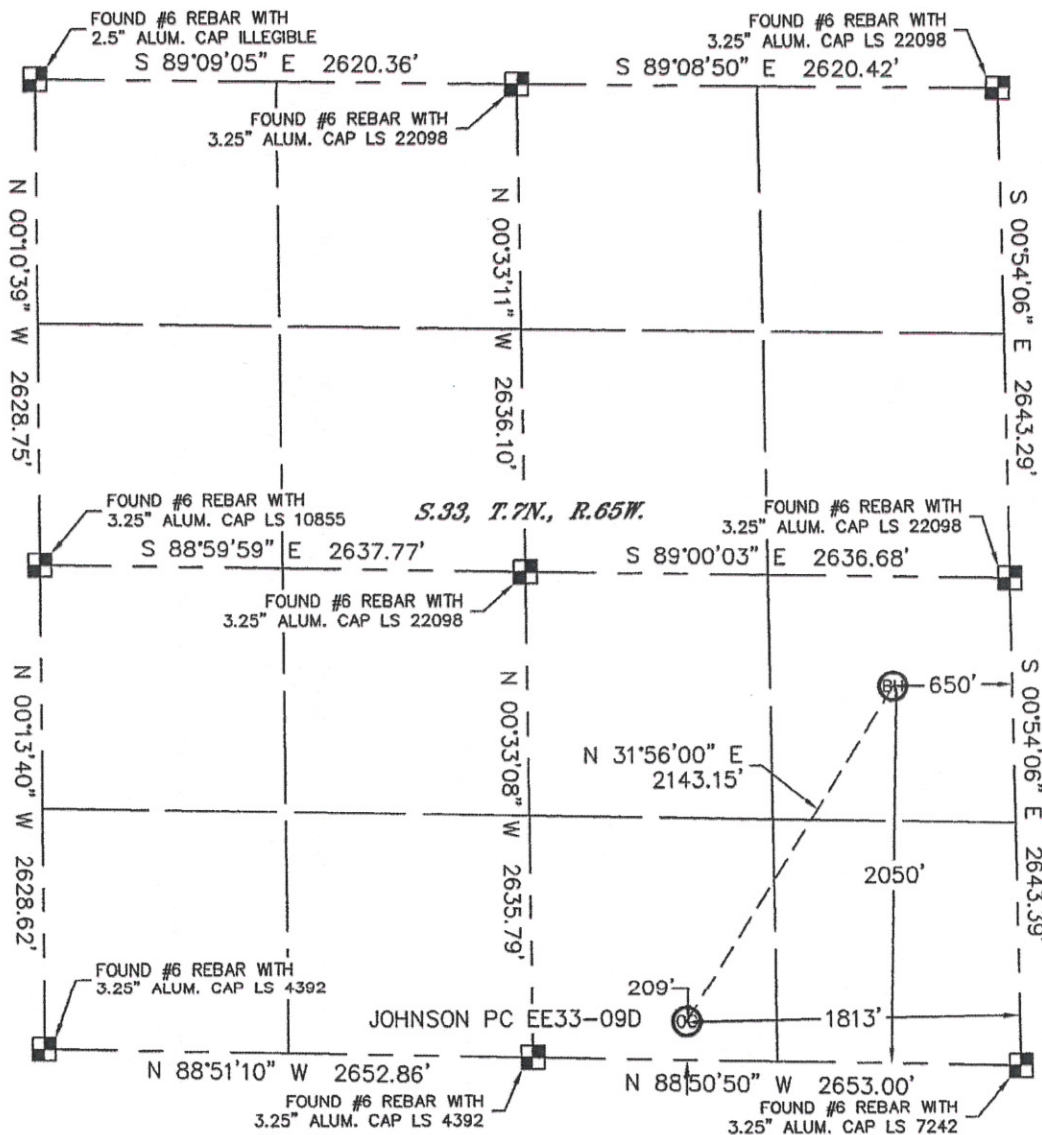 FOUND #6 REBAR WITH
2.5" ALUM. CAP ILLEGIBLE
S 89°09'05" E 2620.36'
FOUND #6 REBAR WITH
3.25" ALUM. CAP LS 22098
S 89°08'50" E 2620.42'
FOUND #6 REBAR WITH
3.25" ALUM. CAP LS 22098
N 00°10'39" W 2628.75'
N 00°33'11" W 2636.10'
S 00°54'06" E 2643.29'
FOUND #6 REBAR WITH
3.25" ALUM. CAP LS 10855
S.33, T.7N., R.65W.
FOUND #6 REBAR WITH
3.25" ALUM. CAP LS 22098
S 88°59'59" E 2637.77'
S 89°00'03" E 2636.68'
FOUND #6 REBAR WITH
3.25" ALUM. CAP LS 22098
N 00°13'40" W 2628.62'
N 00°33'08" W 2635.79'
BH
650'
S 00°54'06" E 2643.39'
N 31°56'00" E
2143.15'
2050'
FOUND #6 REBAR WITH
3.25" ALUM. CAP LS 4392
209'
JOHNSON PC EE33-09D
OG
1813'
N 88°51'10" W 2652.86'
N 88°50'50" W 2653.00'
FOUND #6 REBAR WITH
3.25" ALUM. CAP LS 4392
FOUND #6 REBAR WITH
3.25" ALUM. CAP LS 7242